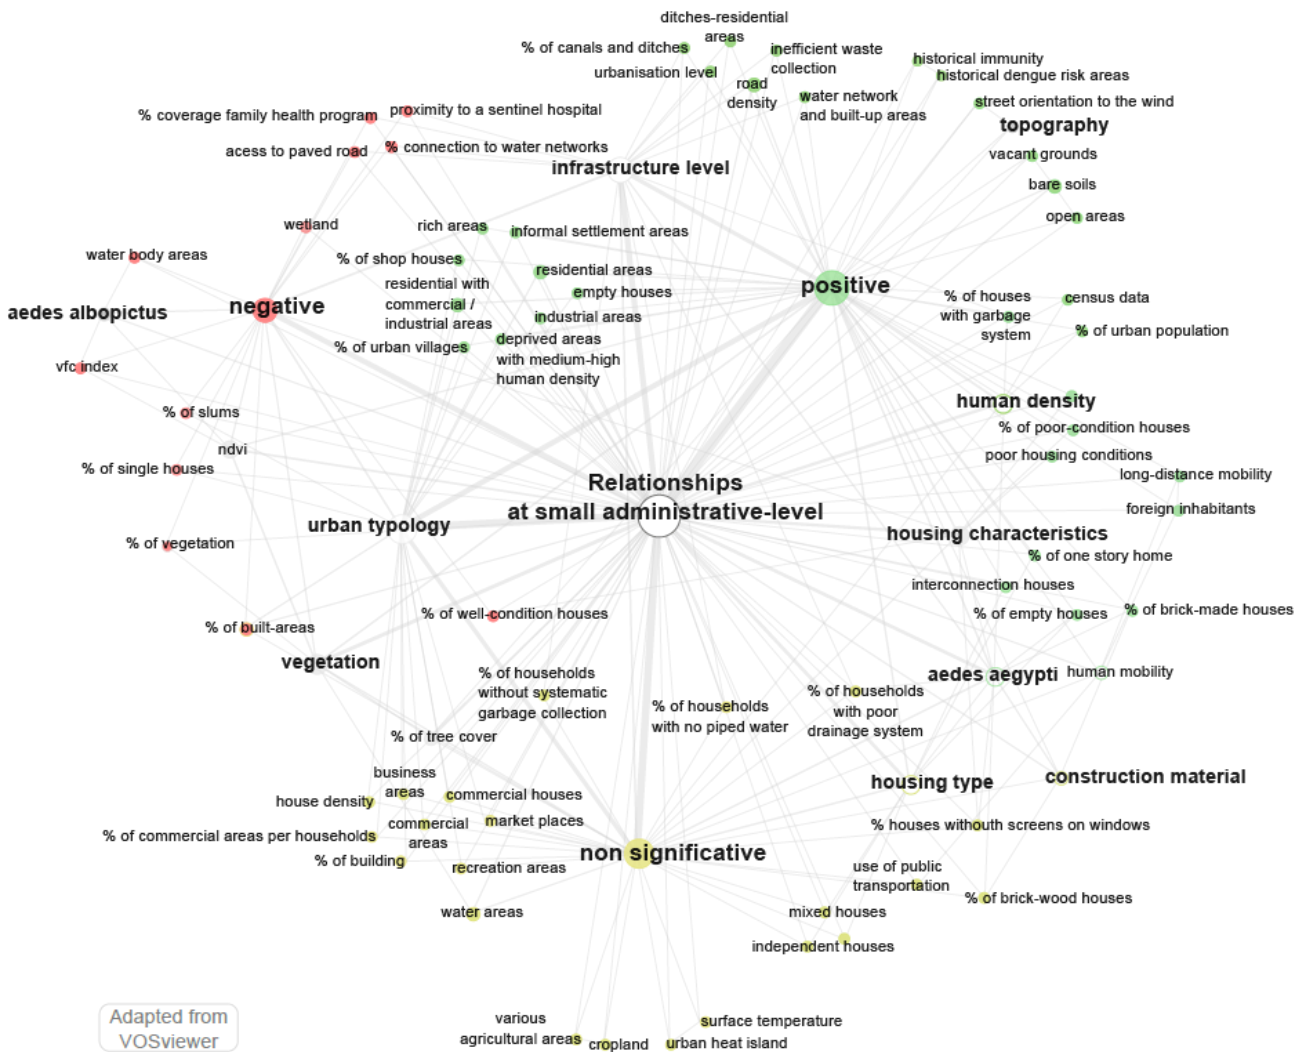 ditches-residential
areas
% of canals and ditches
inefficient waste
collection
urbanisation level
road
density
water network
and built-up areas
historical immunity
historical dengue risk areas
street orientation to the wind
topography
vacant grounds
bare soils
open areas
% coverage family health program
proximity to a sentinel hospital
acess to paved road
% connection to water networks
infrastructure level
wetland
rich areas
informal settlement areas
water body areas
% of shop houses
residential areas
residential with
commercial /
industrial areas
empty houses
industrial areas
positive
% of houses
with garbage
system
census data
% of urban population
aedes albopictus
negative
% of urban villages
deprived areas
with medium-high
human density
vfc index
% of slums
ndvi
% of single houses
human density
% of poor-condition houses
poor housing conditions
long-distance mobility
foreign inhabitants
Relationships
at small administrative-level
urban typology
housing characteristics
% of vegetation
% of one story home
interconnection houses
% of empty houses
% of brick-made houses
% of well-condition houses
% of built-areas
vegetation
aedes aegypti
human mobility
% of households
without systematic
garbage collection
% of households
with no piped water
% of households
with poor
drainage system
% of tree cover
business
areas
housing type
construction material
house density
commercial houses
% of commercial areas per households
commercial
areas
market places
% houses withouth screens on windows
% of building
recreation areas
non significative
use of public
transportation
% of brick-wood houses
water areas
mixed houses
independent houses
various
agricultural areas
cropland
surface temperature
urban heat island
Adapted from
VOSviewer